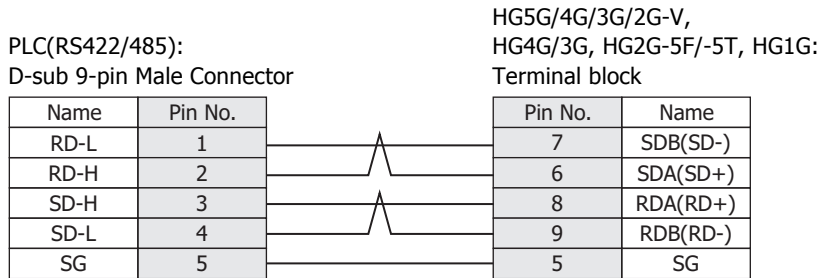 HG5G/4G/3G/2G-V,
PLC(RS422/485): HG4G/3G, HG2G-5F/-5T, HG1G:
D-sub 9-pin Male Connector Terminal block
Name Pin No. Pin No. Name
RD-L 1 7 SDB(SD-)
RD-H 2 6 SDA(SD+)
SD-H 3 8 RDA(RD+)
SD-L 4 9 RDB(RD-)
SG 5 5 SG